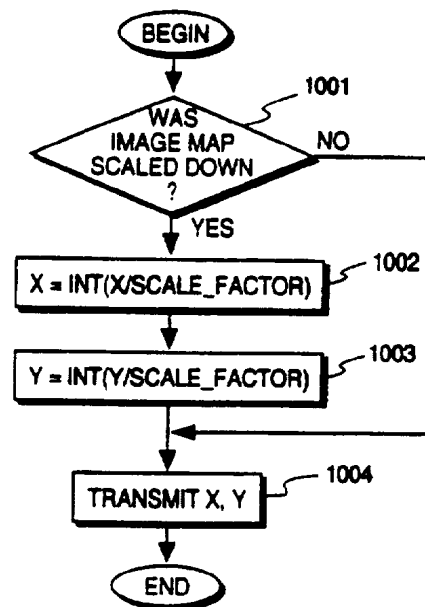 BEGIN
1001
WAS
IMAGE MAP
SCALED DOWN
?
NO
YES
1002
X = INT(X/SCALE_FACTOR)
1003
Y = INT(Y/SCALE_FACTOR)
1004
TRANSMIT X, Y
END